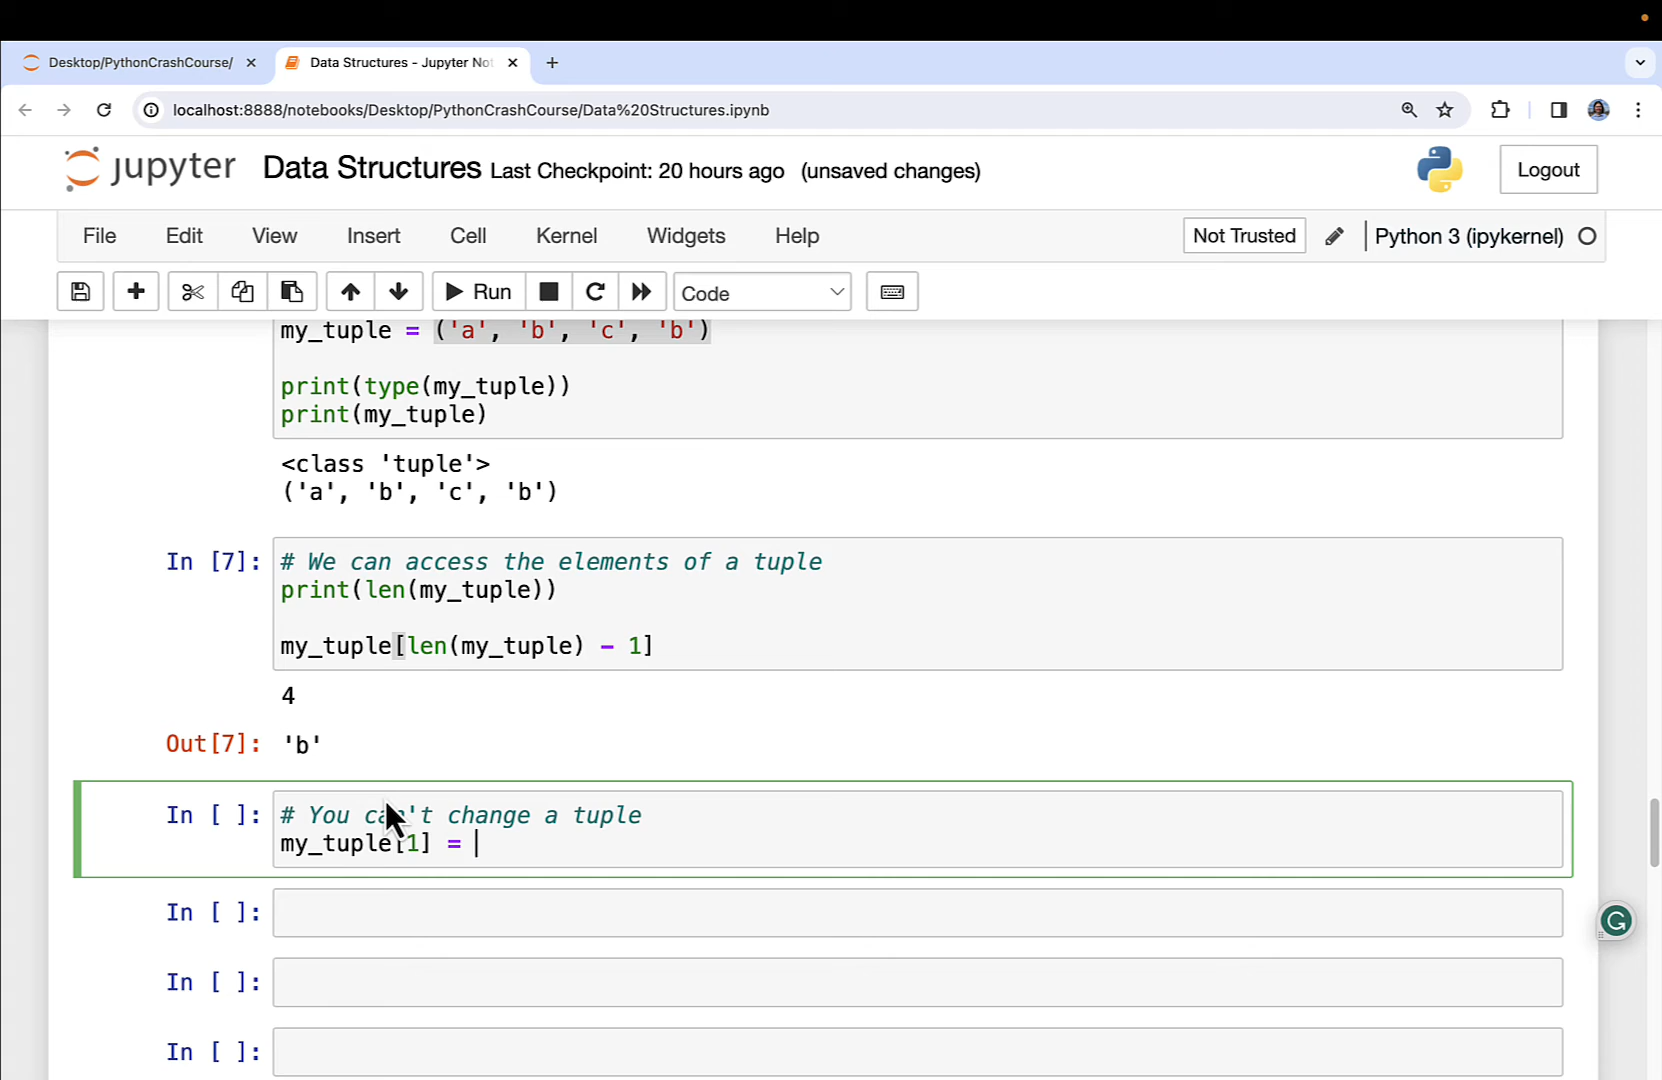 Desktop/PythonCrashCourse/
Data Structures - Jupyter Not
localhost:8888/notebooks/Desktop/PythonCrashCourse/Data%20Structures.ipynb
jupyter Data Structures Last Checkpoint: 20 hours ago (unsaved changes)
Logout
File Edit View Insert Cell Kernel Widgets Help
Not Trusted
Python 3 (ipykernel)
Run
Code
my_tuple = ('a', 'b', 'c', 'b')
print(type(my_tuple))
print(my_tuple)
<class 'tuple'>
('a', 'b', 'c', 'b')
In [7]: # We can access the elements of a tuple
print(len(my_tuple))
my_tuple[len(my_tuple) - 1]
4
Out[7]: 'b'
In [ ]: # You can't change a tuple
my_tuple[1] =
In [ ]:
In [ ]:
In [ ]: